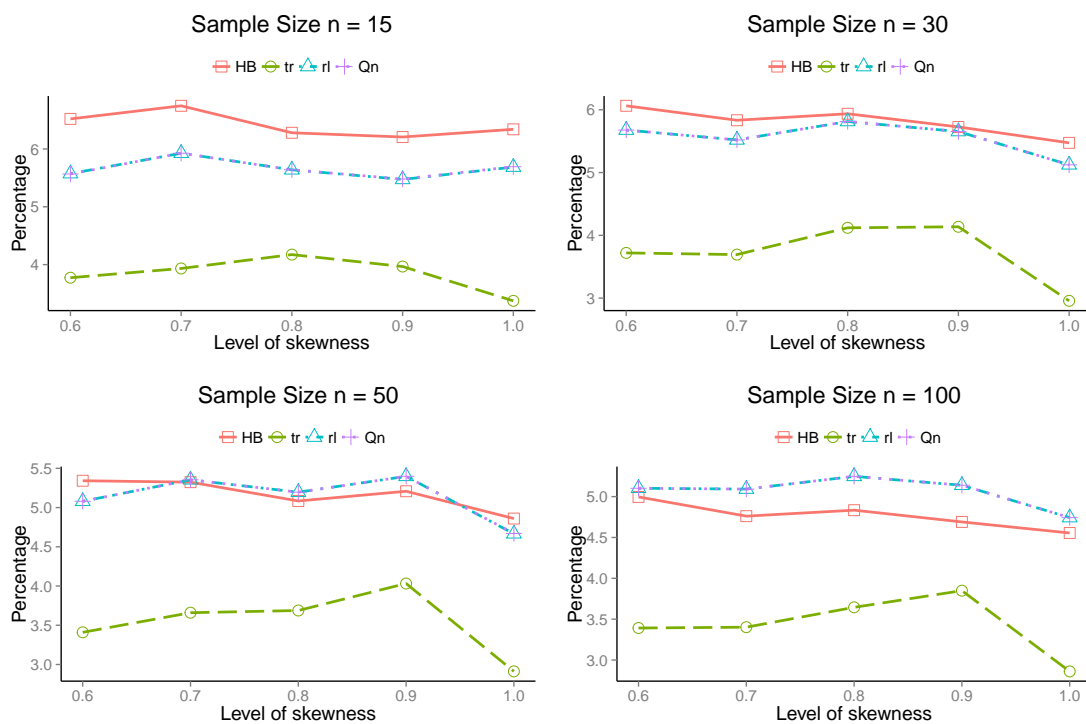 Sample Size n = 15
HB tr rl Qn
Percentage
6
5
4
0.6 0.7 0.8 0.9 1.0
Level of skewness
Sample Size n = 30
HB tr rl Qn
Percentage
6
5
4
3
0.6 0.7 0.8 0.9 1.0
Level of skewness
Sample Size n = 50
HB tr rl Qn
Percentage
5.5
5.0
4.5
4.0
3.5
3.0
0.6 0.7 0.8 0.9 1.0
Level of skewness
Sample Size n = 100
HB tr rl Qn
Percentage
5.0
4.5
4.0
3.5
3.0
0.6 0.7 0.8 0.9 1.0
Level of skewness